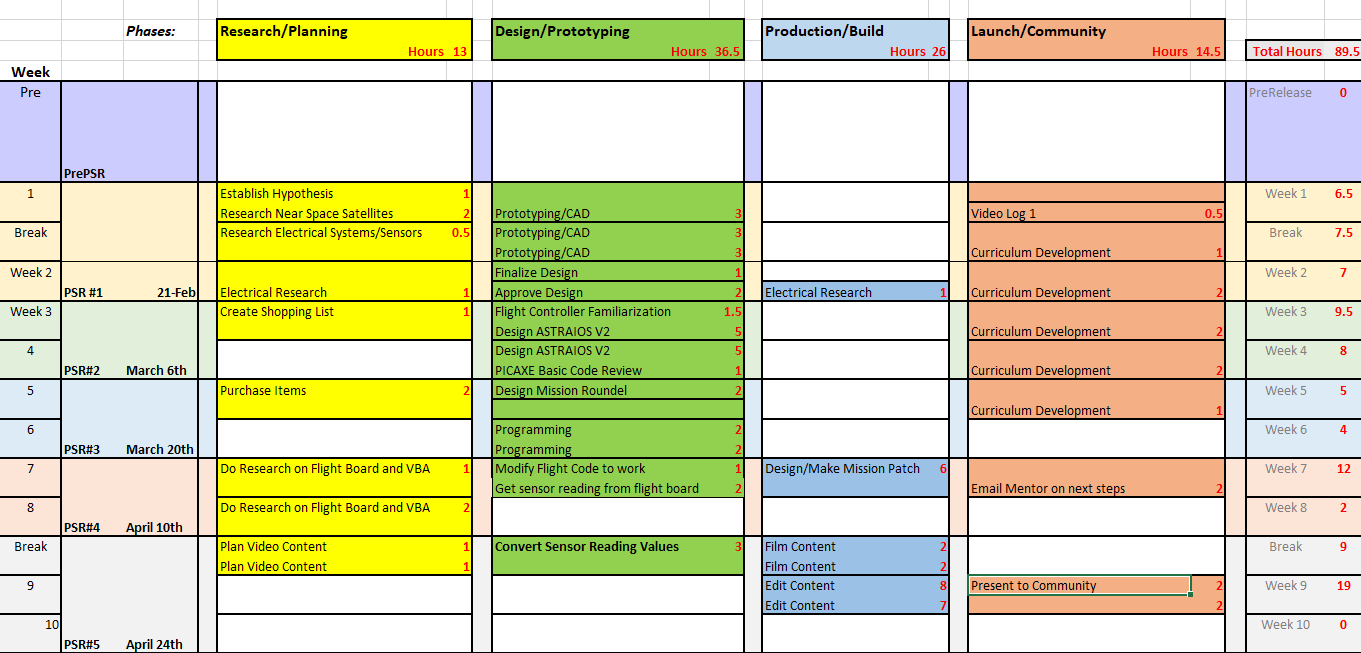 Phases: Research/Planning Design/Prototyping Production/Build Launch/Community
Hours 13 Hours 36.5 Hours 26 Hours 14.5 Total Hours 89.5
Week
Pre PreRelease 0
PrePSR
1 Establish Hypothesis 1 Week 1 6.5
Research Near Space Satellites 2 Prototyping/CAD 3 Video Log 1 0.5
Break Research Electrical Systems/Sensors 0.5 Prototyping/CAD 3 Break 7.5
Prototyping/CAD 3 Curriculum Development 1
Week 2 Finalize Design 1 Week 2 7
PSR #1 21-Feb Electrical Research 1 Approve Design 2 Electrical Research 1 Curriculum Development 2
Week 3 Create Shopping List 1 Flight Controller Familiarization 1.5 Week 3 9.5
Design ASTRAIOS V2 5 Curriculum Development 2
4 Design ASTRAIOS V2 5 Week 4 8
PSR#2 March 6th PICAXE Basic Code Review 1 Curriculum Development 2
5 Purchase Items 2 Design Mission Roundel 2 Week 5 5
Curriculum Development 1
6 Programming 2 Week 6 4
PSR#3 March 20th Programming 2
7 Do Research on Flight Board and VBA 1 Modify Flight Code to work 1 Design/Make Mission Patch 6 Week 7 12
Get sensor reading from flight board 2 Email Mentor on next steps 2
8 Do Research on Flight Board and VBA 2 Week 8 2
PSR#4 April 10th
Break Plan Video Content 1 Convert Sensor Reading Values 3 Film Content 2 Break 9
Plan Video Content 1 Film Content 2
9 Edit Content 8 Present to Community 2 Week 9 19
Edit Content 7 2
10 Week 10 0
PSR#5 April 24th